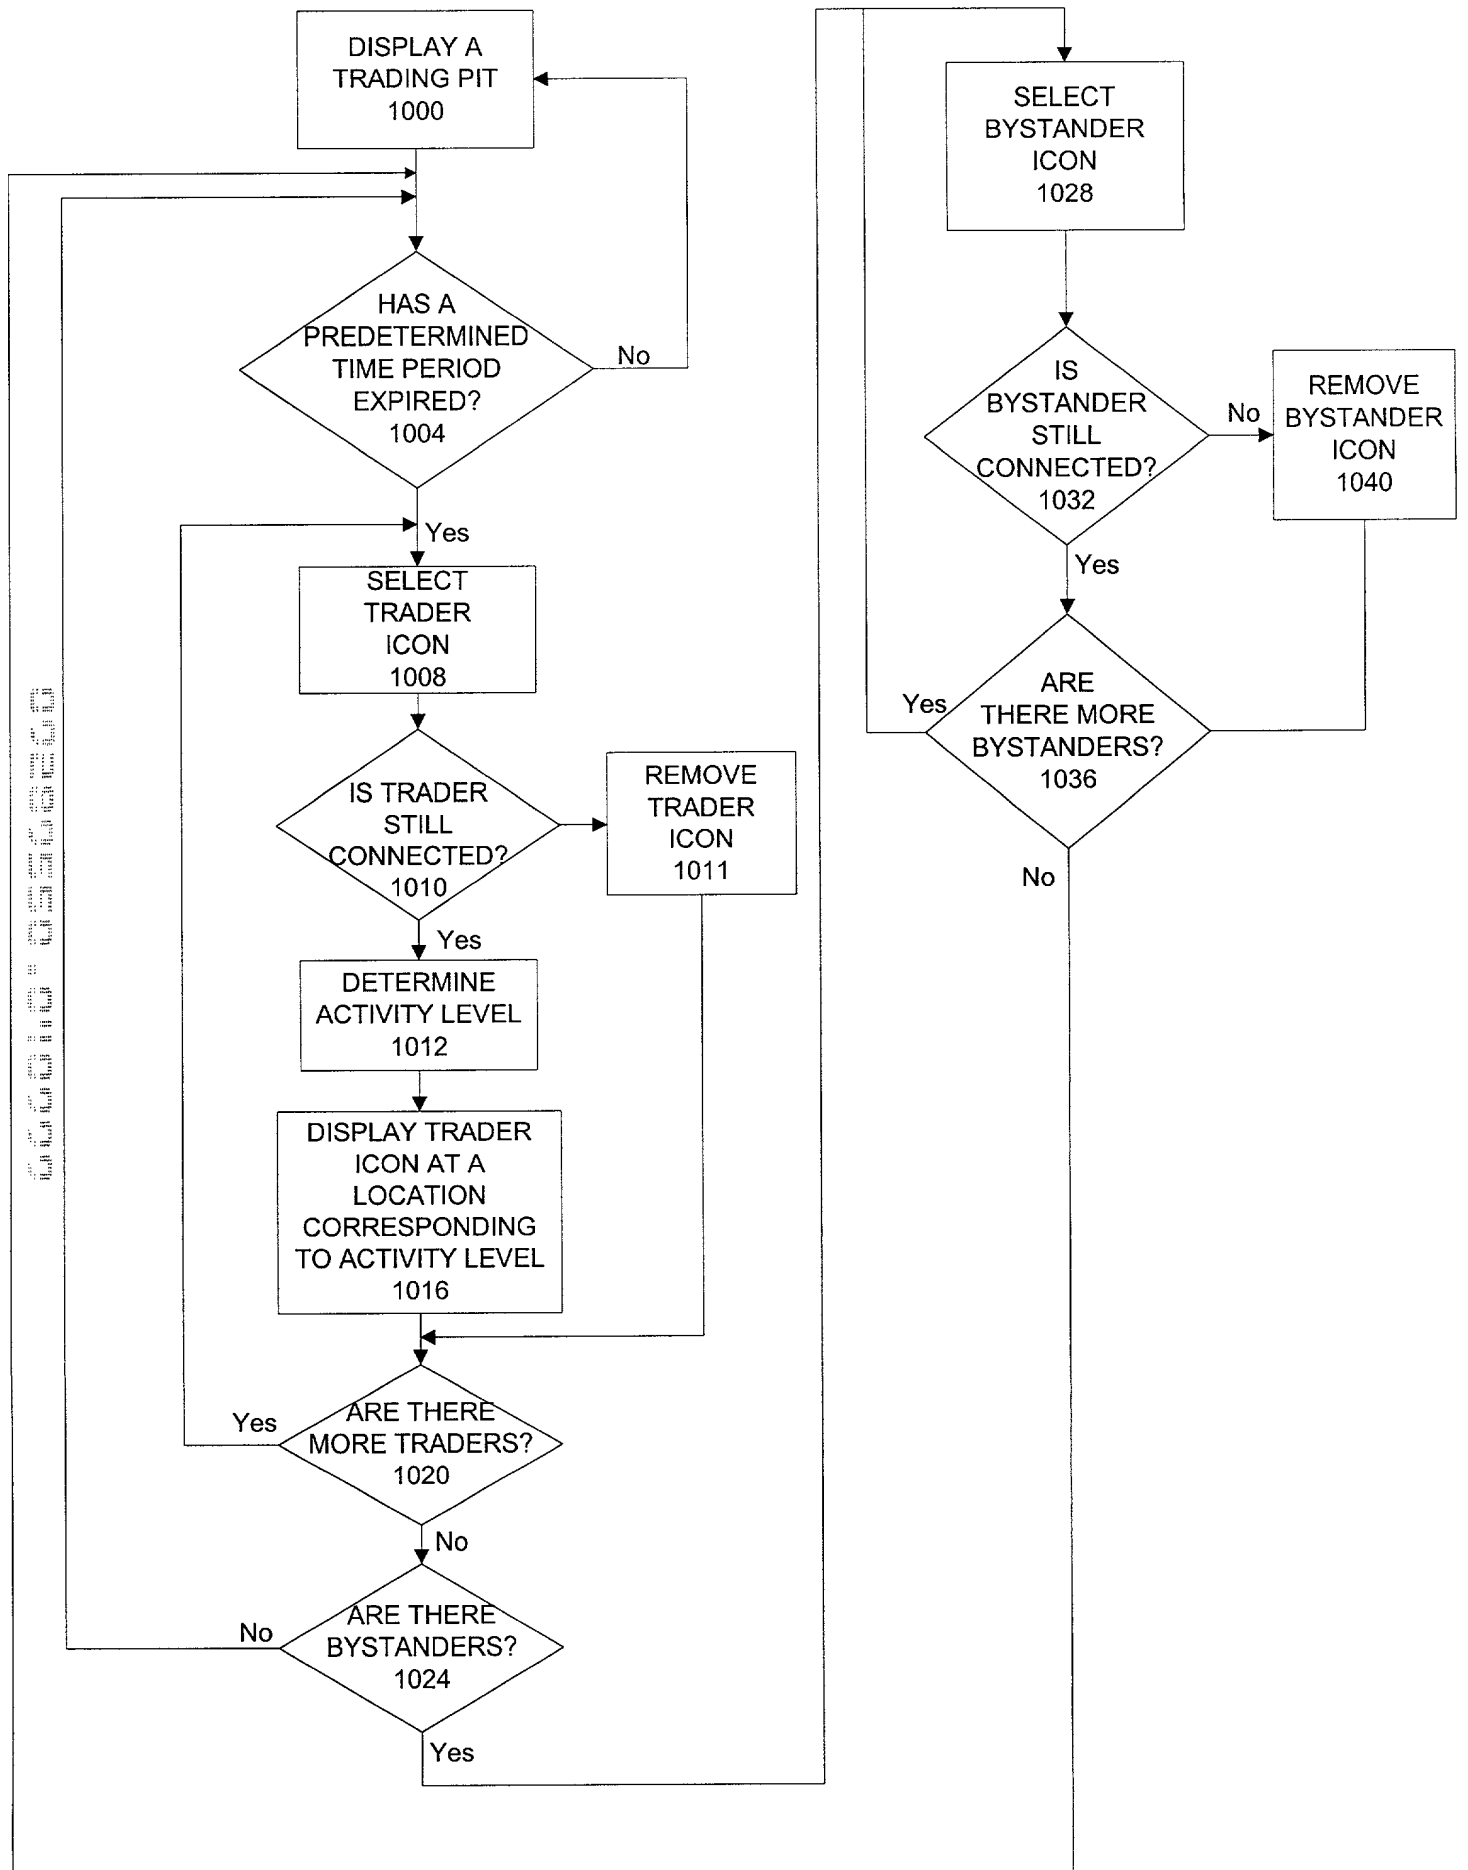 DISPLAY A
TRADING PIT
1000
HAS A
PREDETERMINED
TIME PERIOD
EXPIRED?
1004
No
Yes
SELECT
TRADER
ICON
1008
IS TRADER
STILL
CONNECTED?
1010
REMOVE
TRADER
ICON
1011
Yes
DETERMINE
ACTIVITY LEVEL
1012
DISPLAY TRADER
ICON AT A
LOCATION
CORRESPONDING
TO ACTIVITY LEVEL
1016
ARE THERE
MORE TRADERS?
1020
Yes
No
ARE THERE
BYSTANDERS?
1024
No
Yes
SELECT
BYSTANDER
ICON
1028
IS
BYSTANDER
STILL
CONNECTED?
1032
No
REMOVE
BYSTANDER
ICON
1040
Yes
ARE
THERE MORE
BYSTANDERS?
1036
Yes
No